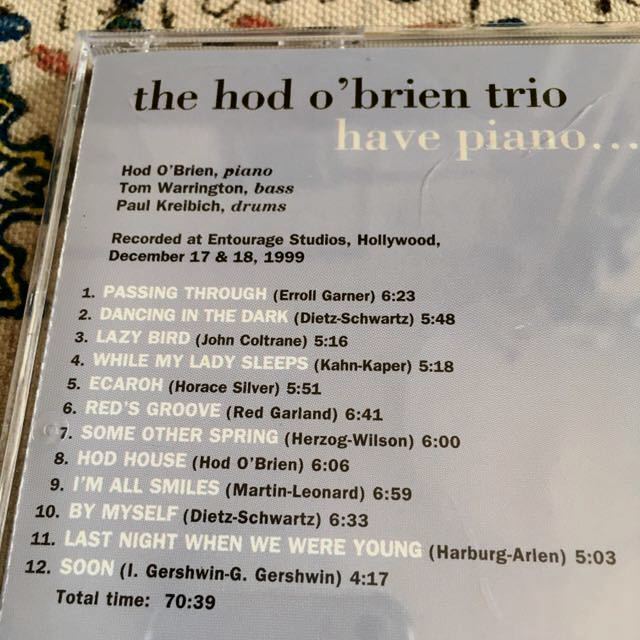 the hod o'brien trio
have piano...
Hod O'Brien, piano
Tom Warrington, bass
Paul Kreibich, drums
Recorded at Entourage Studios, Hollywood,
December 17 & 18, 1999
1. PASSING THROUGH (Erroll Garner) 6:23
2. DANCING IN THE DARK (Dietz-Schwartz) 5:48
3. LAZY BIRD (John Coltrane) 5:16
4. WHILE MY LADY SLEEPS (Kahn-Kaper) 5:18
5. ECAROH (Horace Silver) 5:51
6. RED'S GROOVE (Red Garland) 6:41
7. SOME OTHER SPRING (Herzog-Wilson) 6:00
8. HOD HOUSE (Hod O'Brien) 6:06
9. I'M ALL SMILES (Martin-Leonard) 6:59
10. BY MYSELF (Dietz-Schwartz) 6:33
11. LAST NIGHT WHEN WE WERE YOUNG (Harburg-Arlen) 5:03
12. SOON (I. Gershwin-G. Gershwin) 4:17
Total time: 70:39